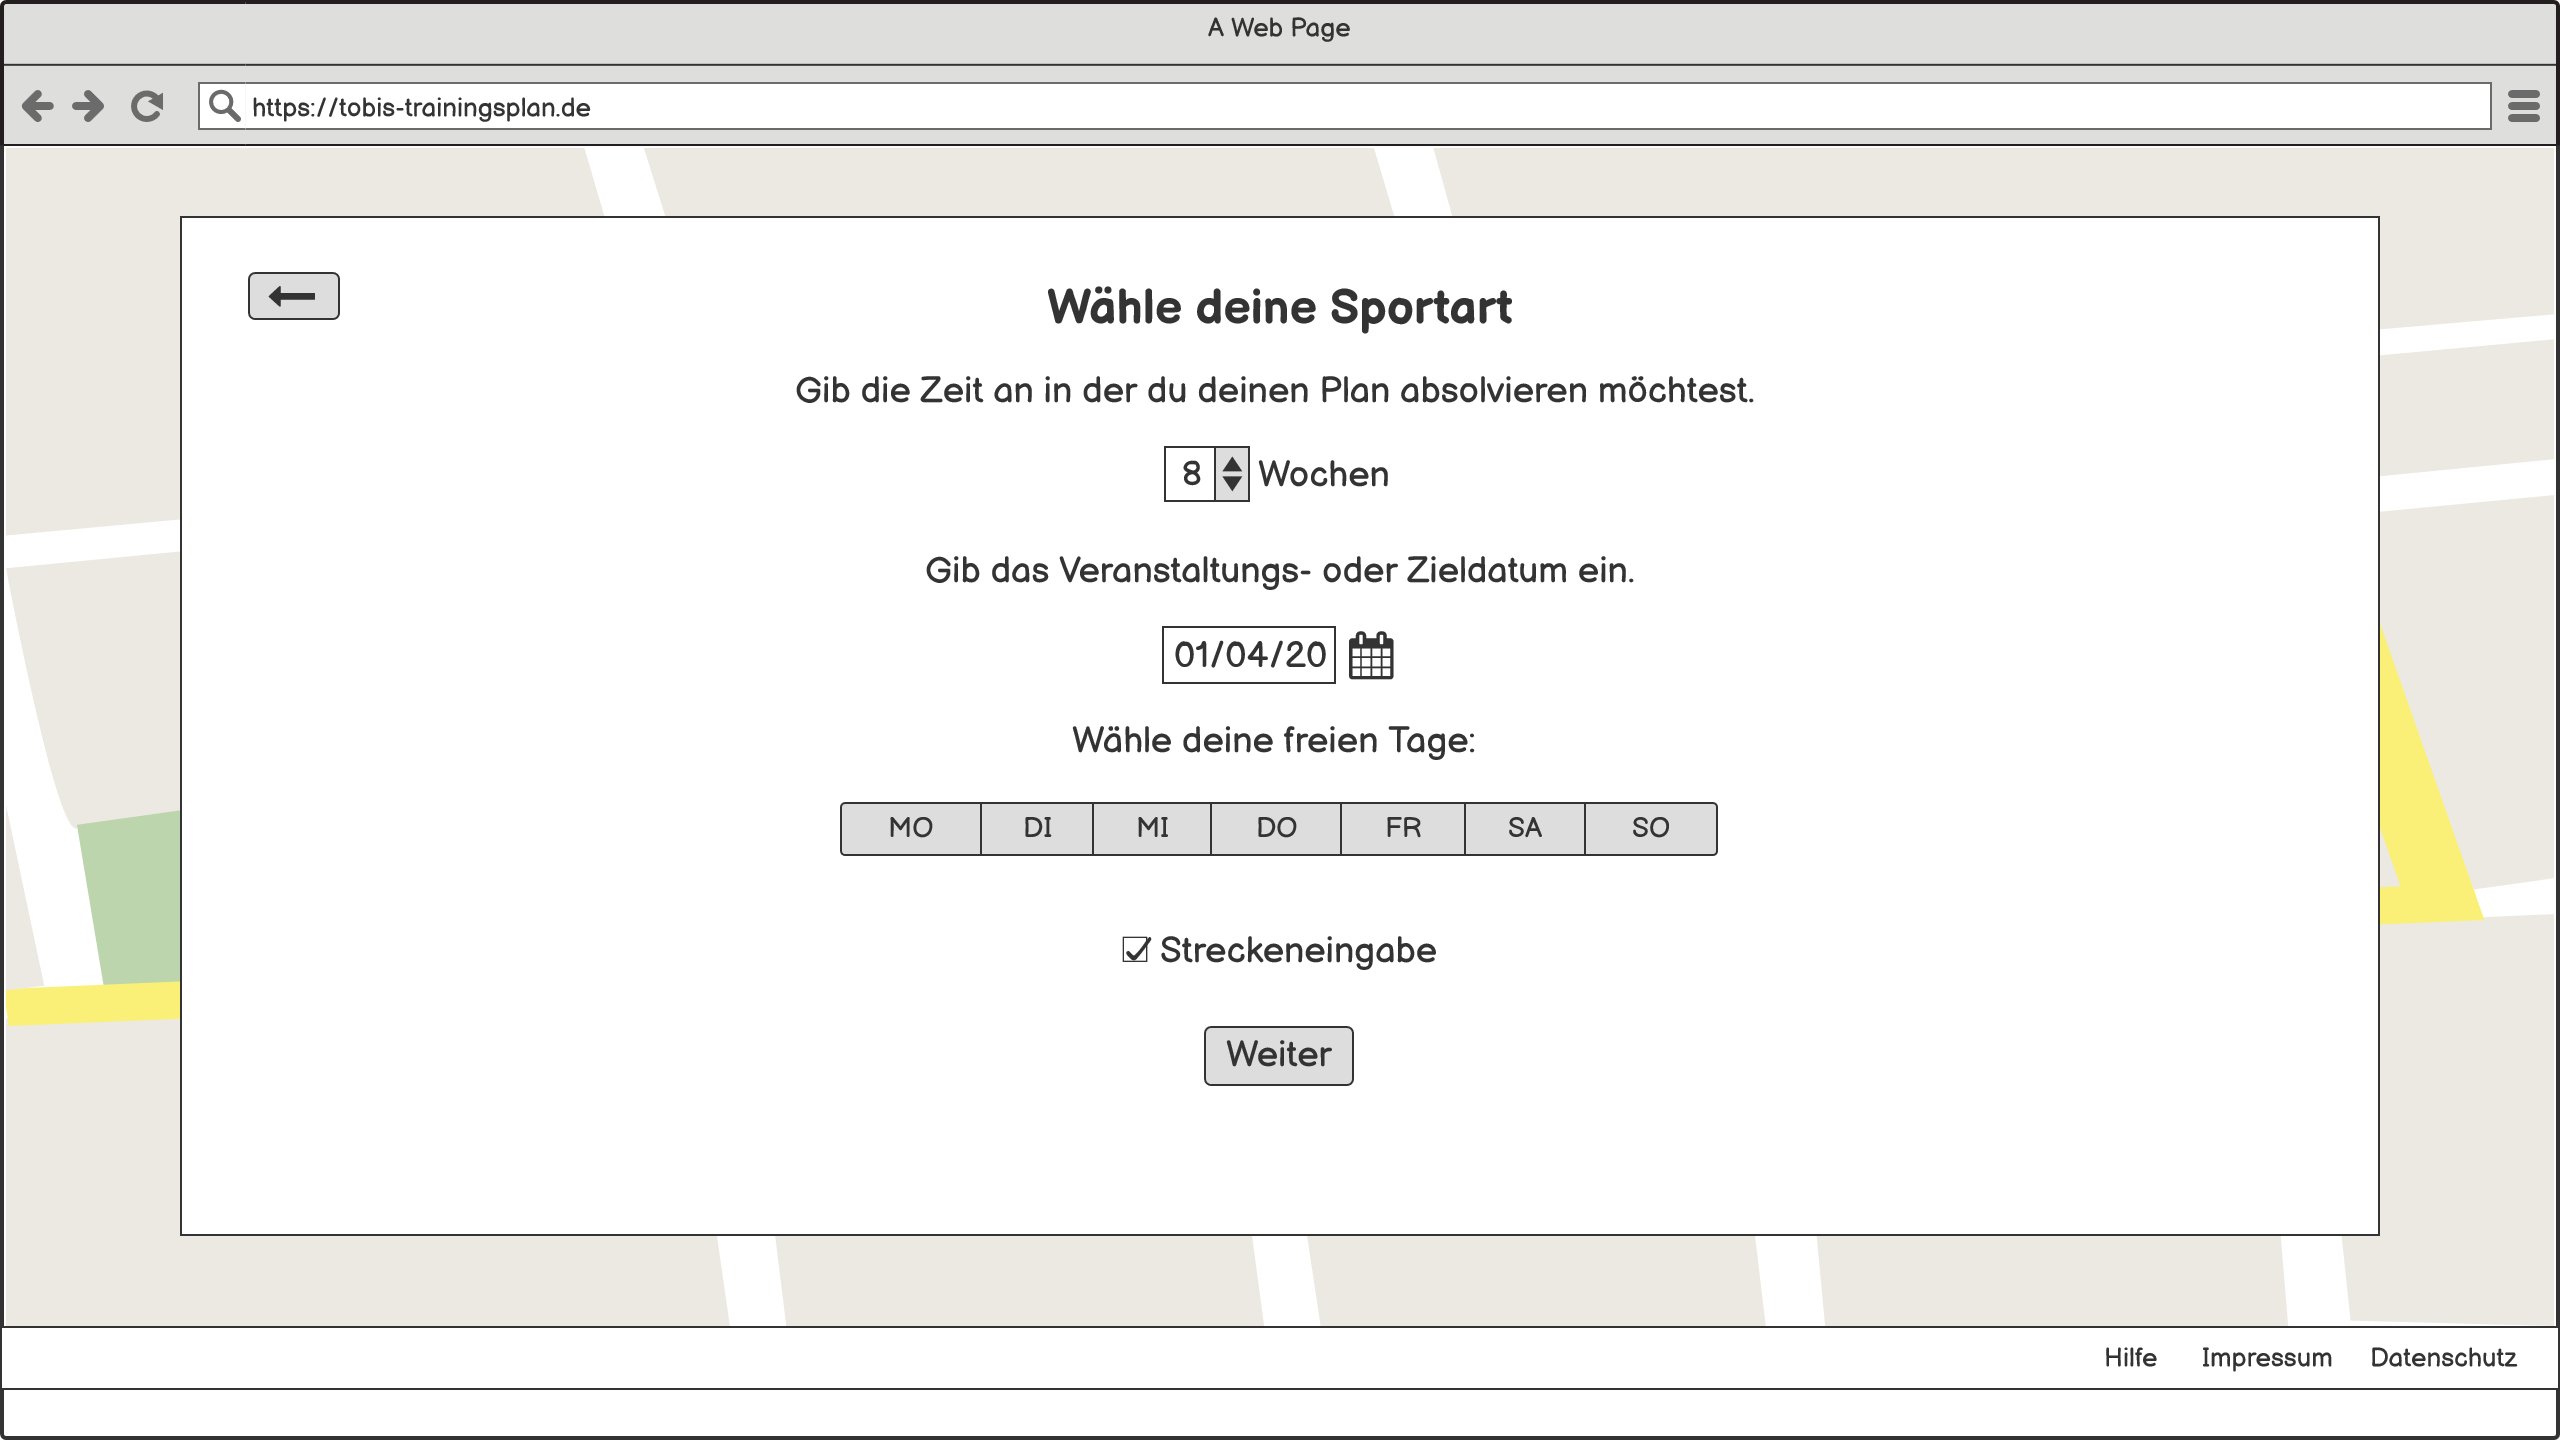 A Web Page
https://tobis-trainingsplan.de
Wähle deine Sportart
Gib die Zeit an in der du deinen Plan absolvieren möchtest.
8 Wochen
Gib das Veranstaltungs- oder Zieldatum ein.
01/04/20
Wähle deine freien Tage:
MO DI MI DO FR SA SO
Streckeneingabe
Weiter
Hilfe Impressum Datenschutz